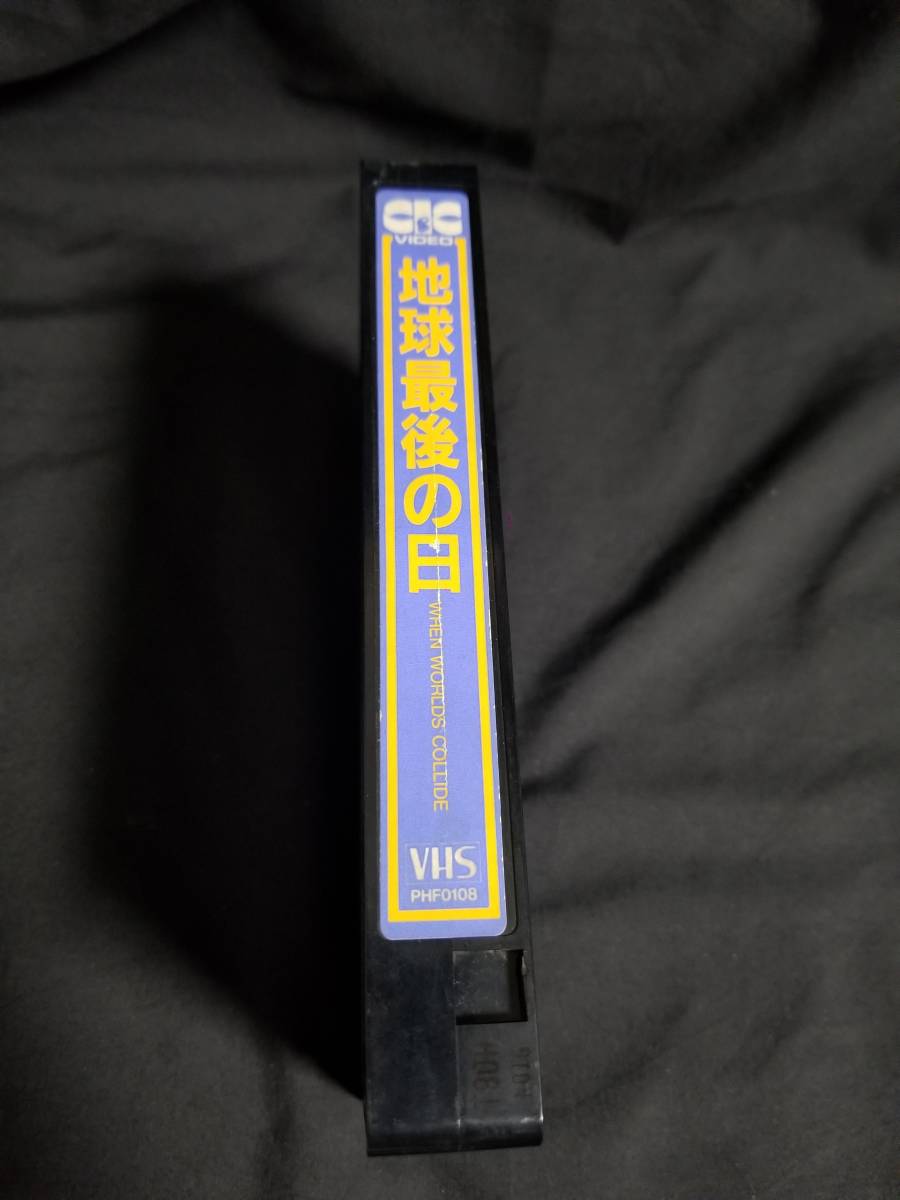 CIC
VIDEO
地球最後の日
WHEN WORLDS COLLIDE
VHS
PHF0108